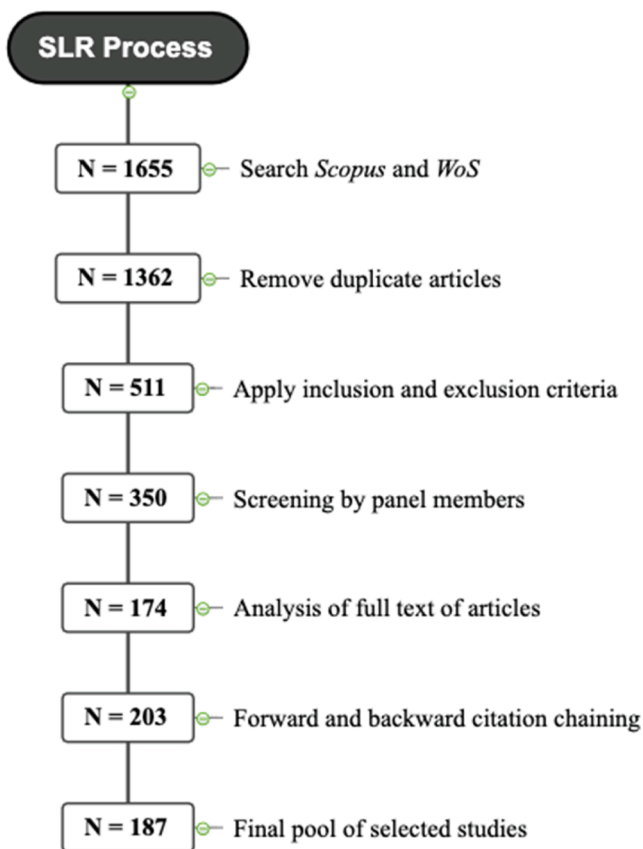 SLR Process
N = 1655 Search Scopus and WoS
N = 1362 Remove duplicate articles
N = 511 Apply inclusion and exclusion criteria
N = 350 Screening by panel members
N = 174 Analysis of full text of articles
N = 203 Forward and backward citation chaining
N = 187 Final pool of selected studies